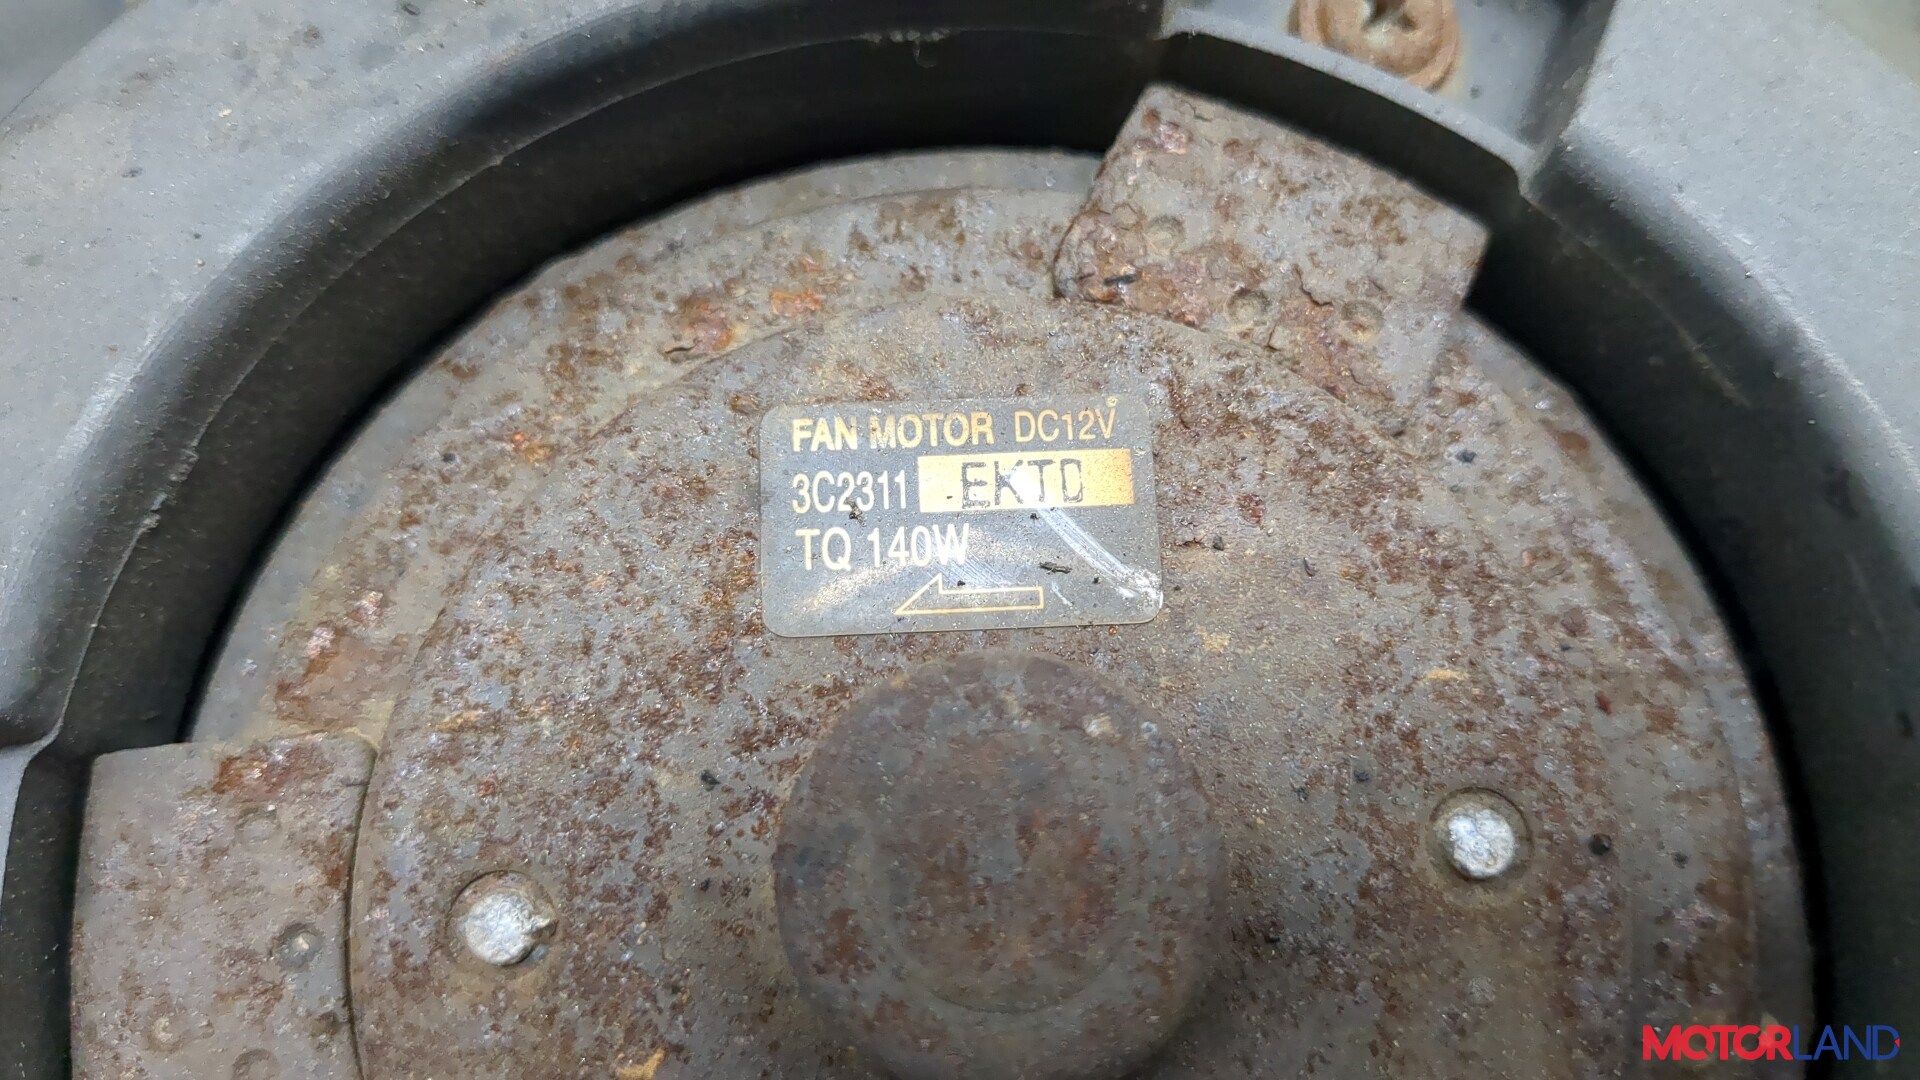 FAN MOTOR DC12V
3C2311 EKTD
TQ 140W
MOTORLAND